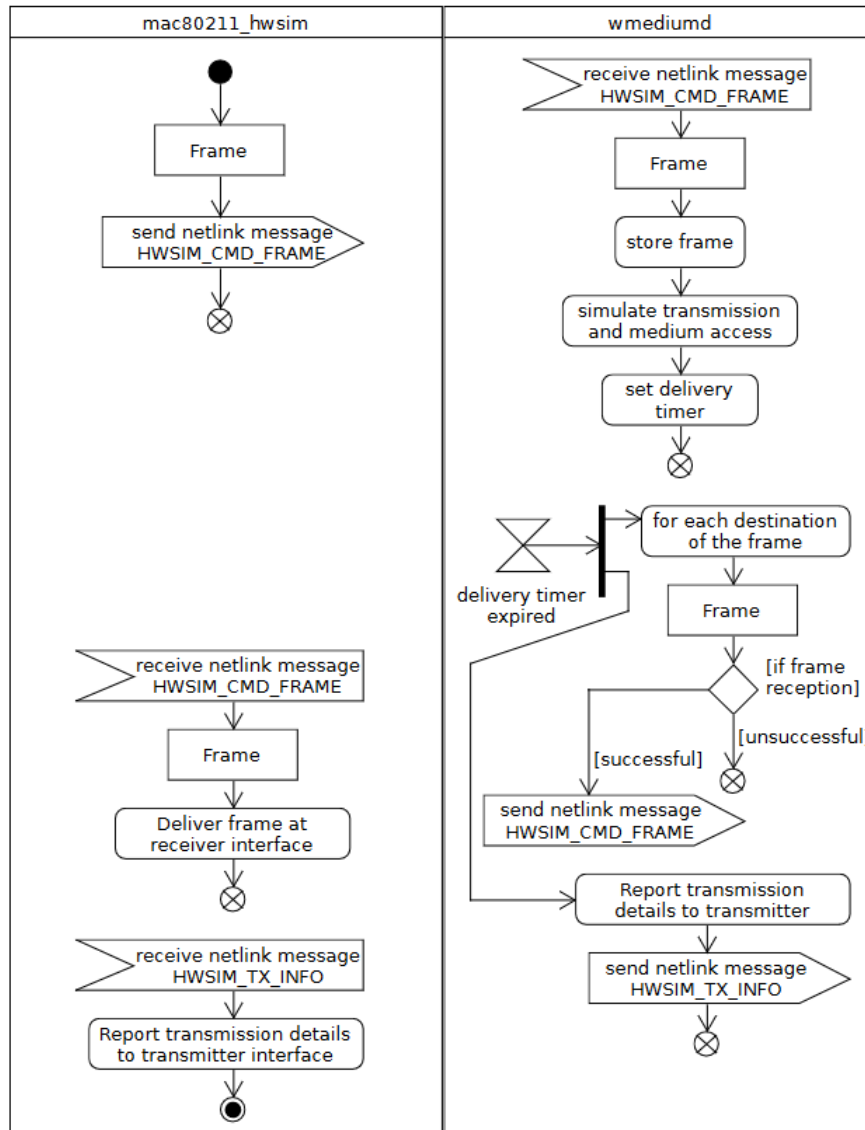 mac80211_hwsim
wmediumd
receive netlink message
HWSIM_CMD_FRAME
Frame
Frame
send netlink message
HWSIM_CMD_FRAME
store frame
simulate transmission
and medium access
set delivery
timer
for each destination
of the frame
delivery timer
expired
Frame
receive netlink message
HWSIM_CMD_FRAME
[if frame
reception]
Frame
[successful]
[unsuccessful]
send netlink message
HWSIM_CMD_FRAME
Deliver frame at
receiver interface
Report transmission
details to transmitter
receive netlink message
HWSIM_TX_INFO
send netlink message
HWSIM_TX_INFO
Report transmission details
to transmitter interface